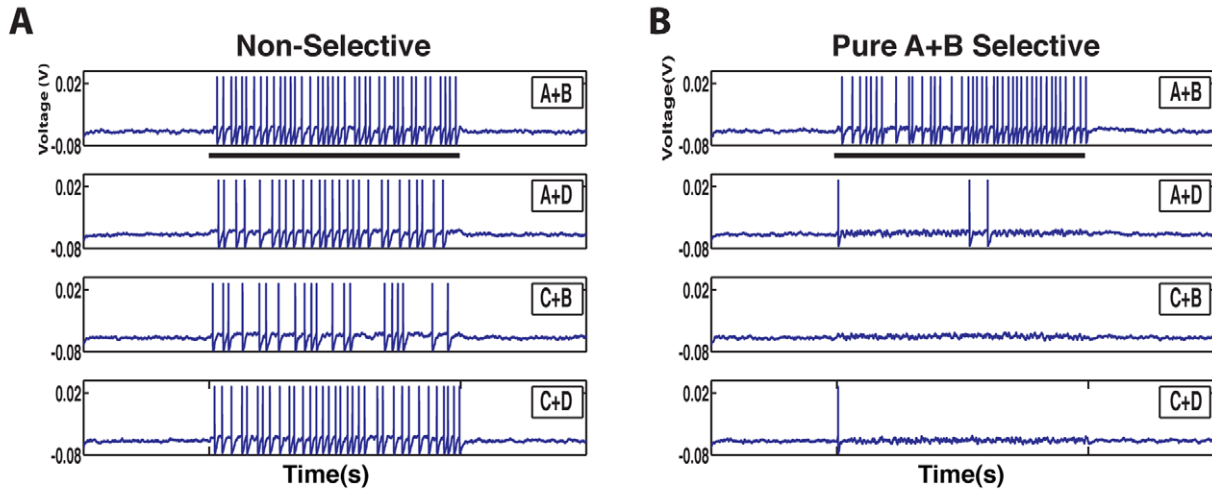 A
Non-Selective
Voltage(V)
0.02
-0.08
A+B
0.02
-0.08
A+D
0.02
-0.08
C+B
0.02
-0.08
C+D
Time(s)
B
Pure A+B Selective
Voltage(V)
0.02
-0.08
A+B
0.02
-0.08
A+D
0.02
-0.08
C+B
0.02
-0.08
C+D
Time(s)